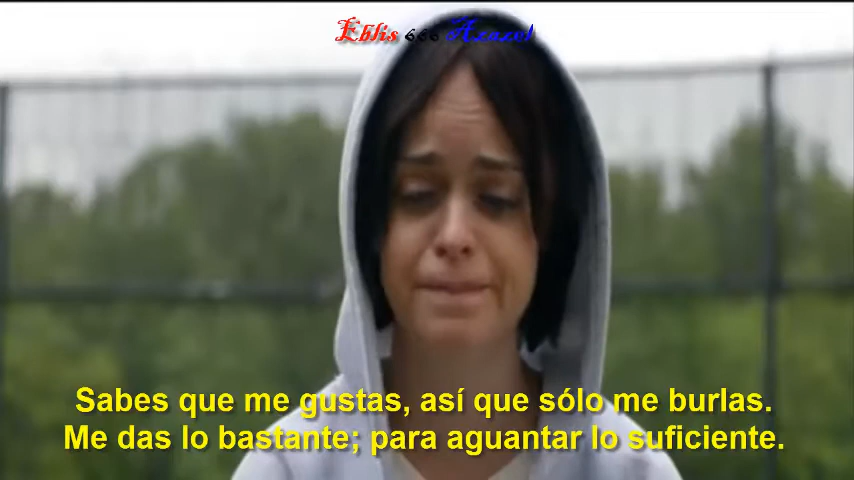 Eblis 666 Azazel
Sabes que me gustas, así que sólo me burlas.
Me das lo bastante; para aguantar lo suficiente.